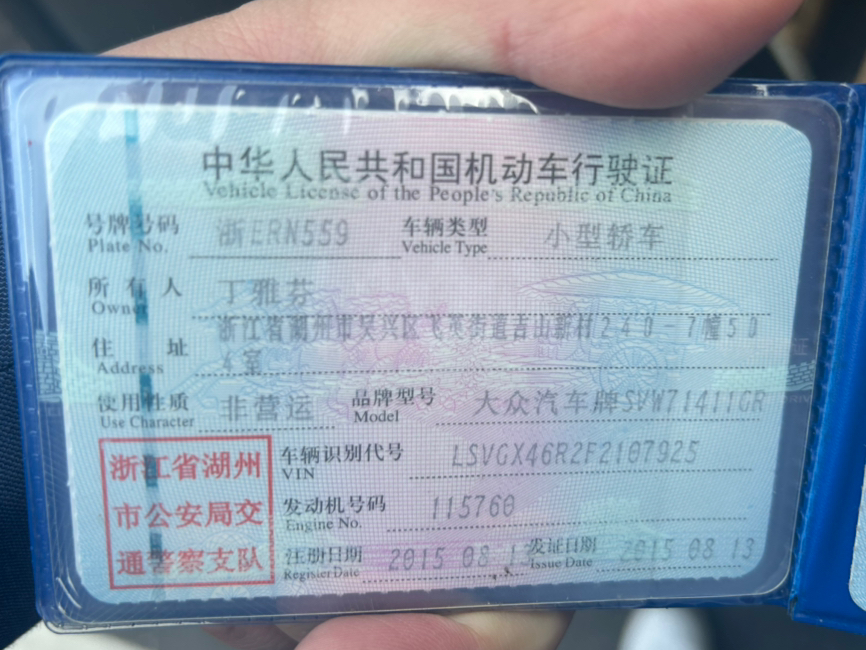 中华人民共和国机动车行驶证
Vehicle License of the People's Republic of China
号牌号码 浙ERN559 车辆类型 小型轿车
Plate No. Vehicle Type
所有人 丁雅芬
Owner
住址 浙江省湖州市吴兴区飞英街道吉山新村240-7幢50
Address 4室
使用性质 非营运 品牌型号 大众汽车牌SVW71411GR
Use Character Model
浙江省湖州
市公安局交
通警察支队
车辆识别代号 LSVGX46R2F2107925
VIN
发动机号码 115760
Engine No.
注册日期 2015 08 13 发证日期 2015 08 13
Register Date Issue Date